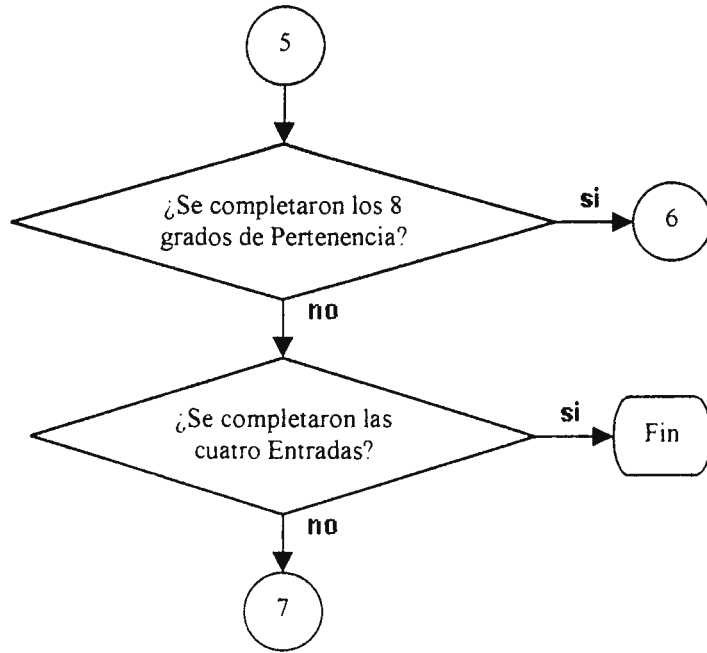 5
¿Se completaron los 8
grados de Pertenencia?
si
6
no
¿Se completaron las
cuatro Entradas?
si
Fin
no
7